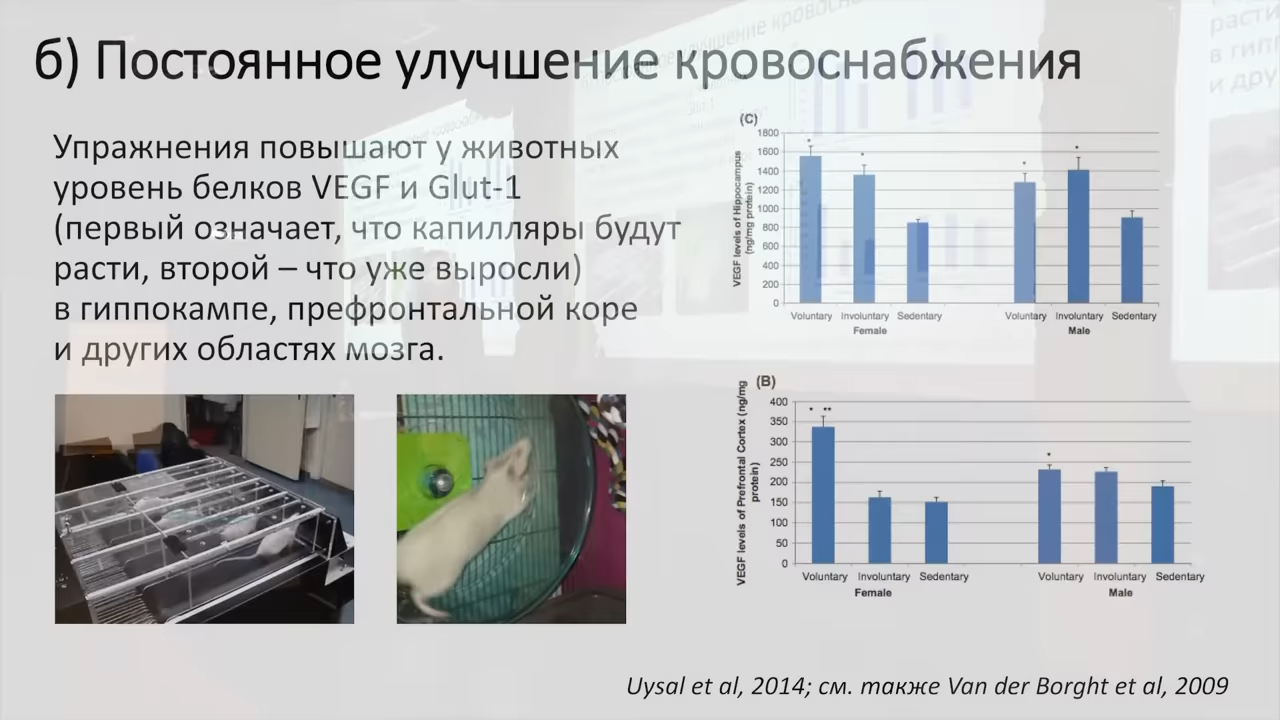 б) Постоянное улучшение кровоснабжения
Упражнения повышают у животных
уровень белков VEGF и Glut-1
(первый означает, что капилляры будут
расти, второй – что уже выросли)
в гиппокампе, префронтальной коре
и других областях мозга.
(C)
VEGF levels of Hippocampus
(ng/mg protein)
1800
1600
1400
1200
1000
800
600
400
200
0
* * * *
Voluntary Involuntary Sedentary Voluntary Involuntary Sedentary
Female Male
(B)
VEGF levels of Prefrontal Cortex (ng/mg
protein)
400
350
300
250
200
150
100
50
0
* ** *
Voluntary Involuntary Sedentary Voluntary Involuntary Sedentary
Female Male
Uysal et al, 2014; см. также Van der Borght et al, 2009